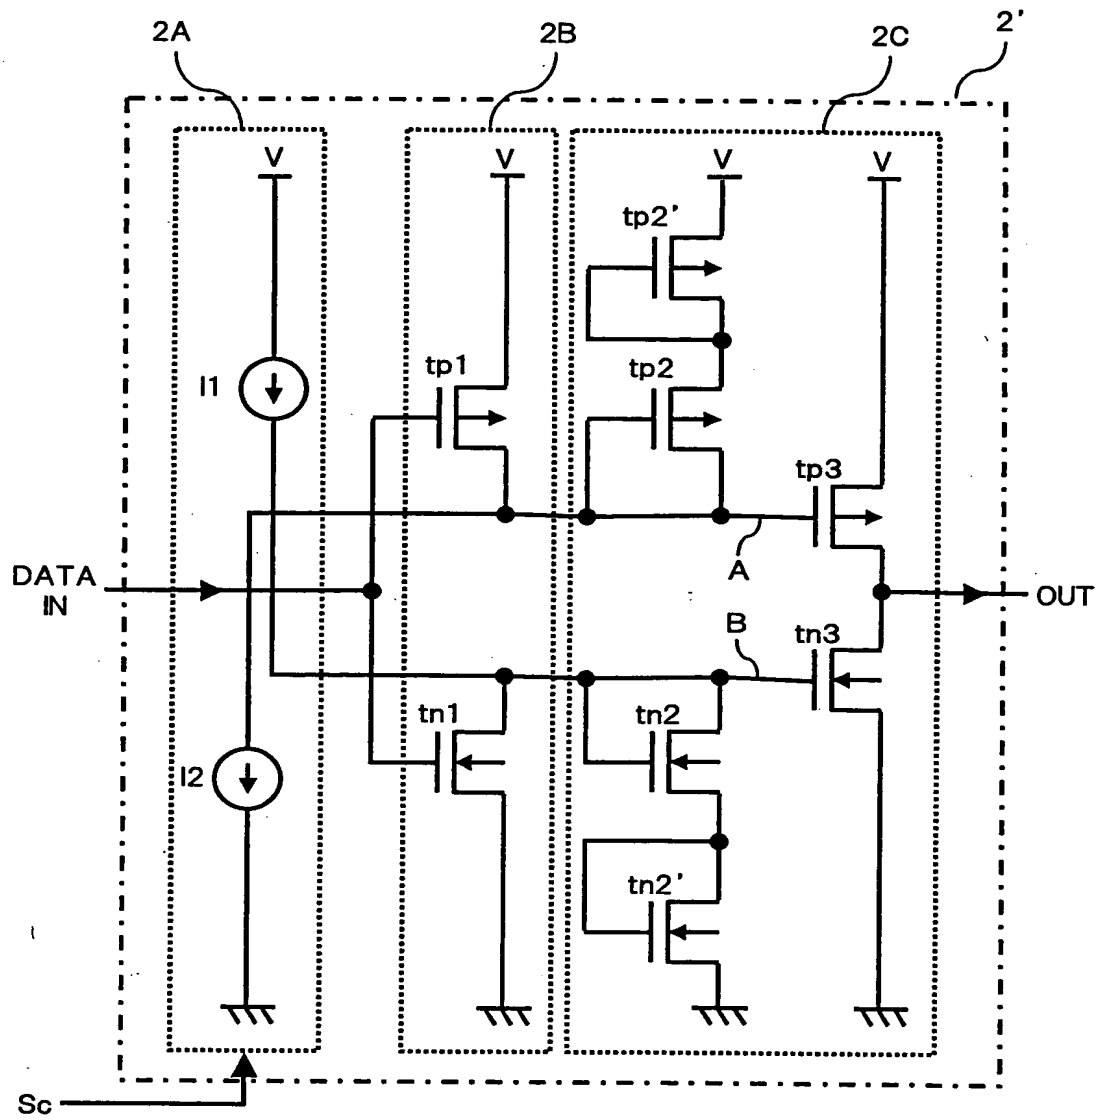 2A
2B
2C
2'
V
V
V
V
tp2'
I1
tp1
tp2
tp3
A
DATA
IN
OUT
B
tn3
tn1
tn2
I2
tn2'
Sc